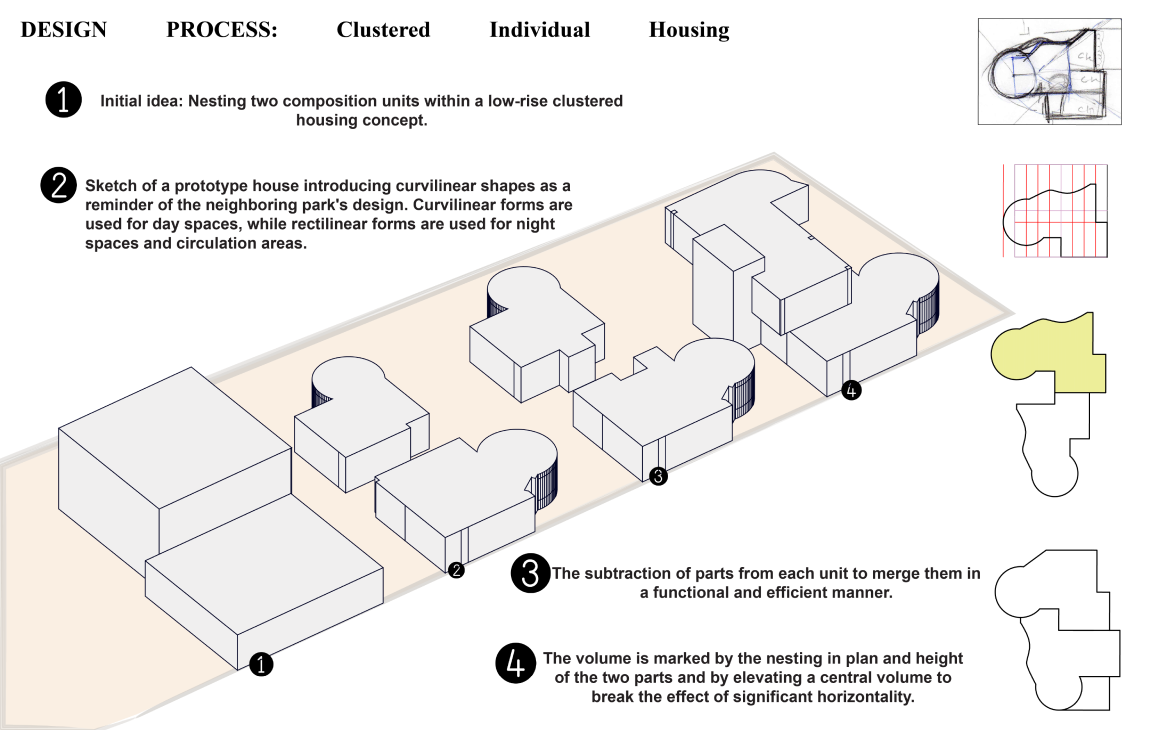 DESIGN PROCESS: Clustered Individual Housing
1
Initial idea: Nesting two composition units within a low-rise clustered
housing concept.
2
Sketch of a prototype house introducing curvilinear shapes as a
reminder of the neighboring park's design. Curvilinear forms are
used for day spaces, while rectilinear forms are used for night
spaces and circulation areas.
4
3
2
1
3
The subtraction of parts from each unit to merge them in
a functional and efficient manner.
4
The volume is marked by the nesting in plan and height
of the two parts and by elevating a central volume to
break the effect of significant horizontality.